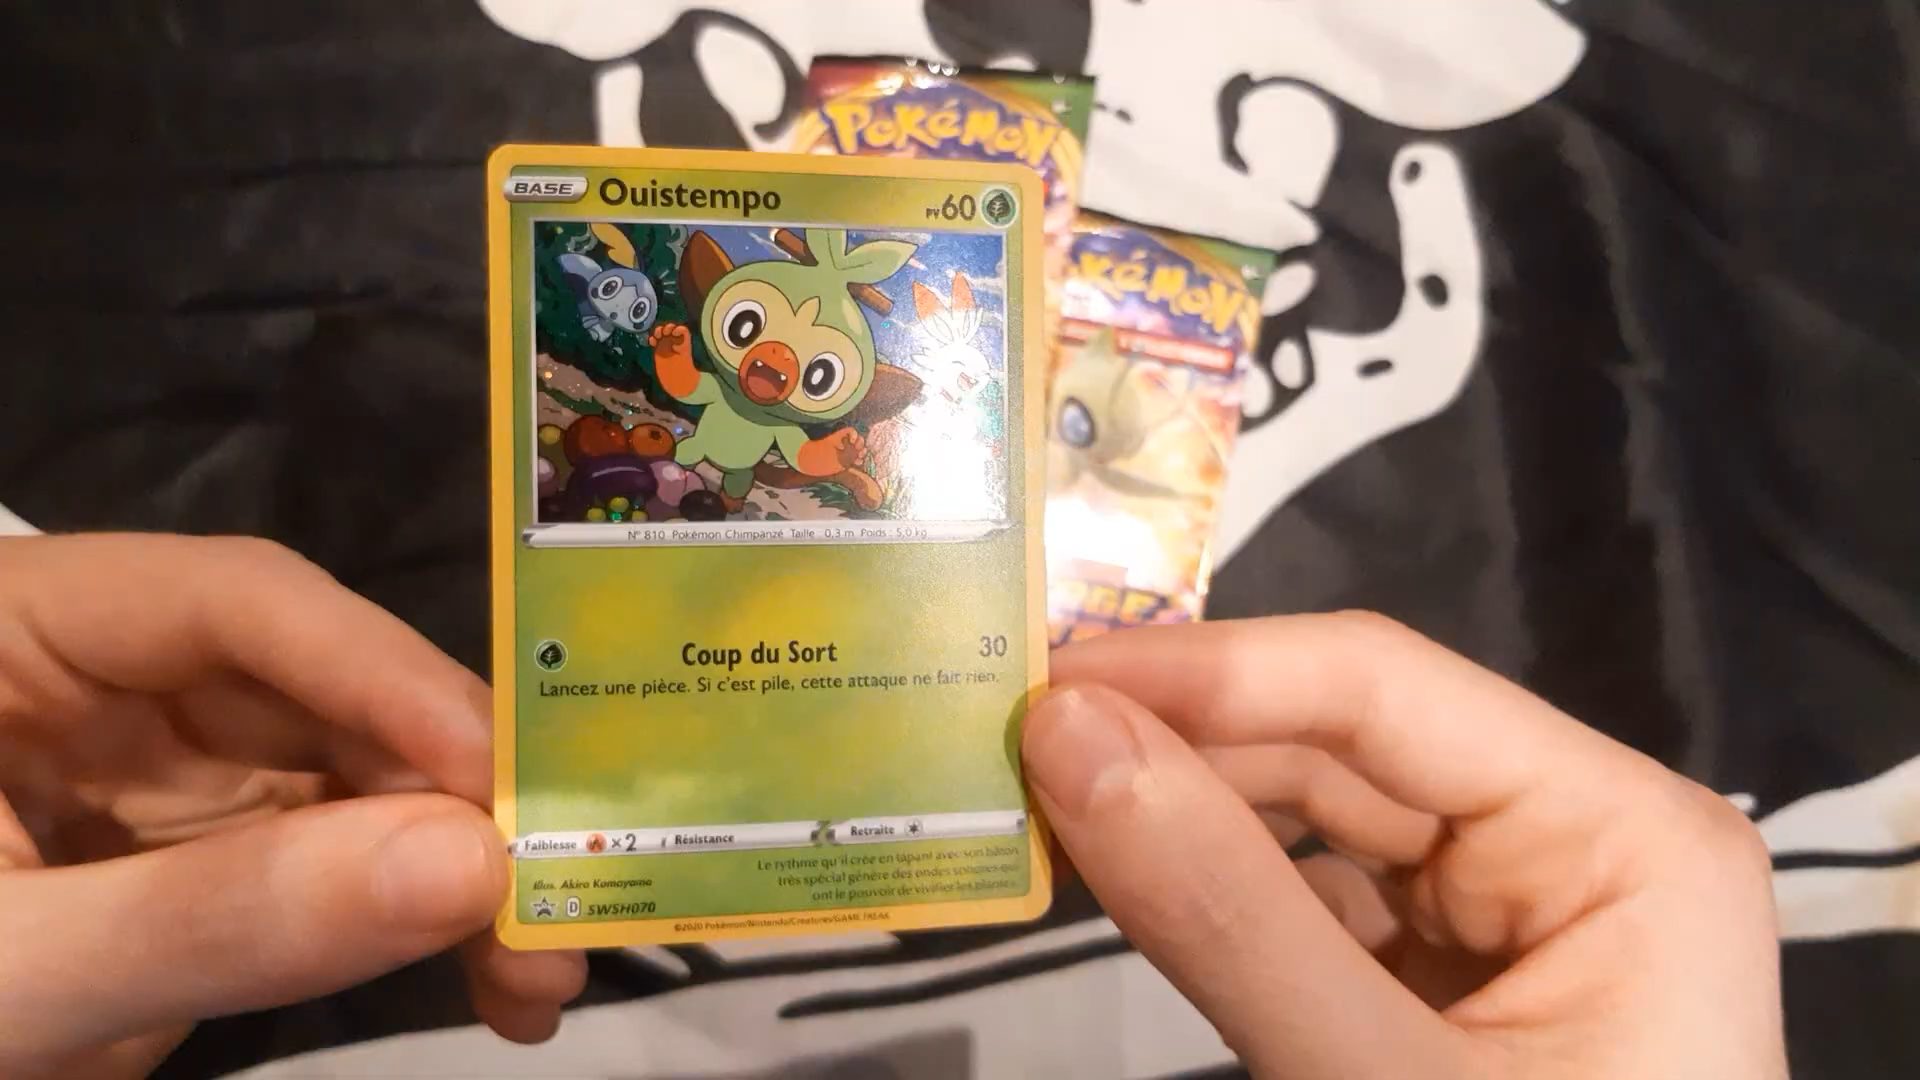 Pokémon
BASE Ouistempo PV60
kémon
N° 810 Pokémon Chimpanzé Taille : 0,3 m Poids : 5,0 kg
RGE
Coup du Sort 30
Lancez une pièce. Si c'est pile, cette attaque ne fait rien.
Faiblesse ×2 Résistance Retraite
Le rythme qu'il crée en tapant avec son bâton
très spécial génère des ondes sonores qui
ont le pouvoir de vivifier les plantes.
Illus. Akira Komayama
D SWSH070
©2020 Pokémon/Nintendo/Creatures/GAME FREAK